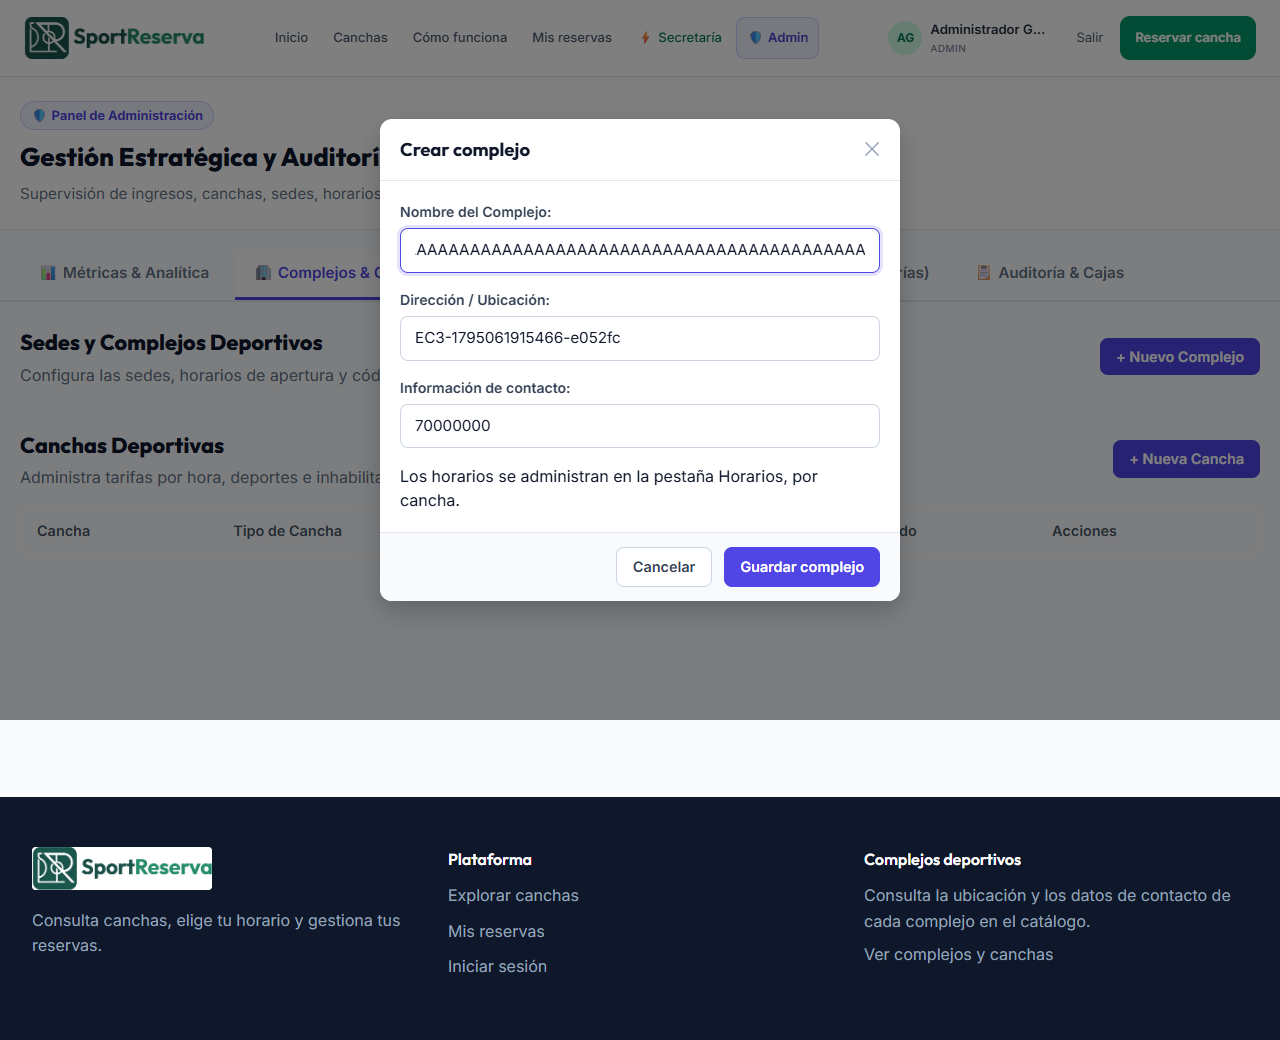 SportReserva
Inicio
Canchas
Cómo funciona
Mis reservas
Secretaría
Admin
AG
Administrador G...
ADMIN
Salir
Reservar cancha
Panel de Administración
Gestión Estratégica y Auditorí
Supervisión de ingresos, canchas, sedes, horarios
Métricas & Analítica
Complejos & C
rías)
Auditoría & Cajas
Sedes y Complejos Deportivos
Configura las sedes, horarios de apertura y cód
+ Nuevo Complejo
Canchas Deportivas
Administra tarifas por hora, deportes e inhabilita
+ Nueva Cancha
Cancha
Tipo de Cancha
do
Acciones
Crear complejo
Nombre del Complejo:
AAAAAAAAAAAAAAAAAAAAAAAAAAAAAAAAAAAAAAAAAA
Dirección / Ubicación:
EC3-1795061915466-e052fc
Información de contacto:
70000000
Los horarios se administran en la pestaña Horarios, por
cancha.
Cancelar
Guardar complejo
SportReserva
Consulta canchas, elige tu horario y gestiona tus
reservas.
Plataforma
Explorar canchas
Mis reservas
Iniciar sesión
Complejos deportivos
Consulta la ubicación y los datos de contacto de
cada complejo en el catálogo.
Ver complejos y canchas